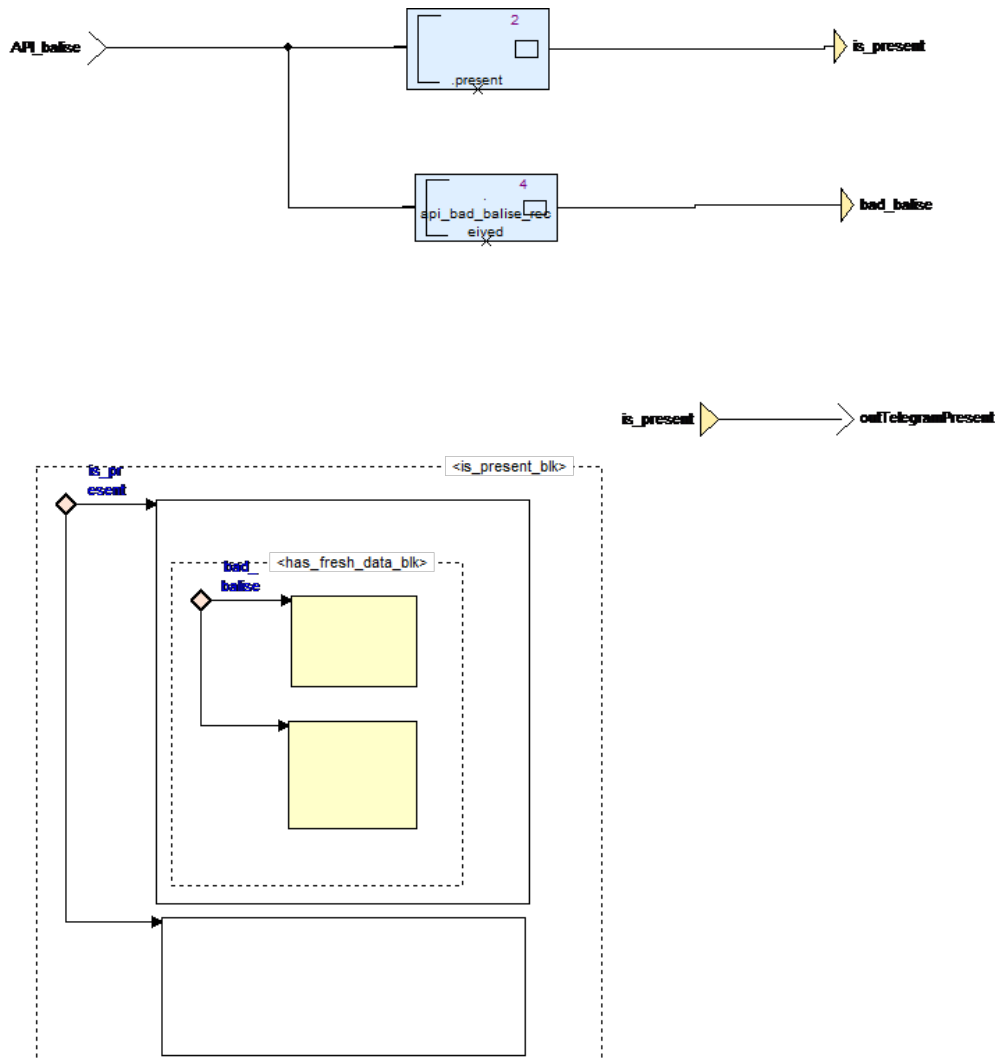 2
API_balise
is_present
.present
4
.
api_bad_balise_rec
eived
bad_balise
is_present
outTelegramPresent
<is_present_blk>
is_pr
esent
<has_fresh_data_blk>
bad_
balise